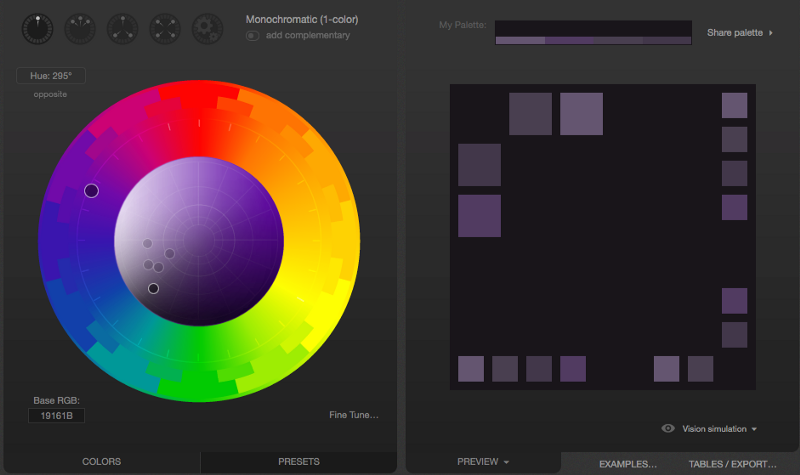 Monochromatic (1-color)
add complementary
Hue: 295°
opposite
Base RGB:
19161B
Fine Tune…
COLORS
PRESETS
My Palette:
Share palette
Vision simulation
PREVIEW
EXAMPLES…
TABLES / EXPORT…